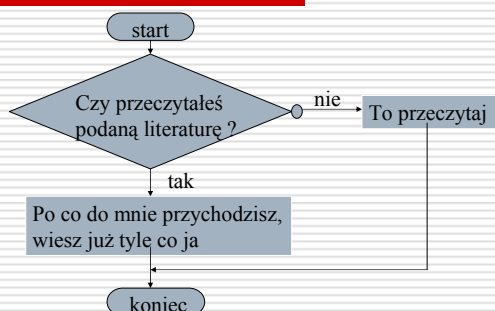 start
Czy przeczytałeś
podaną literaturę ?
nie
To przeczytaj
tak
Po co do mnie przychodzisz,
wiesz już tyle co ja
koniec